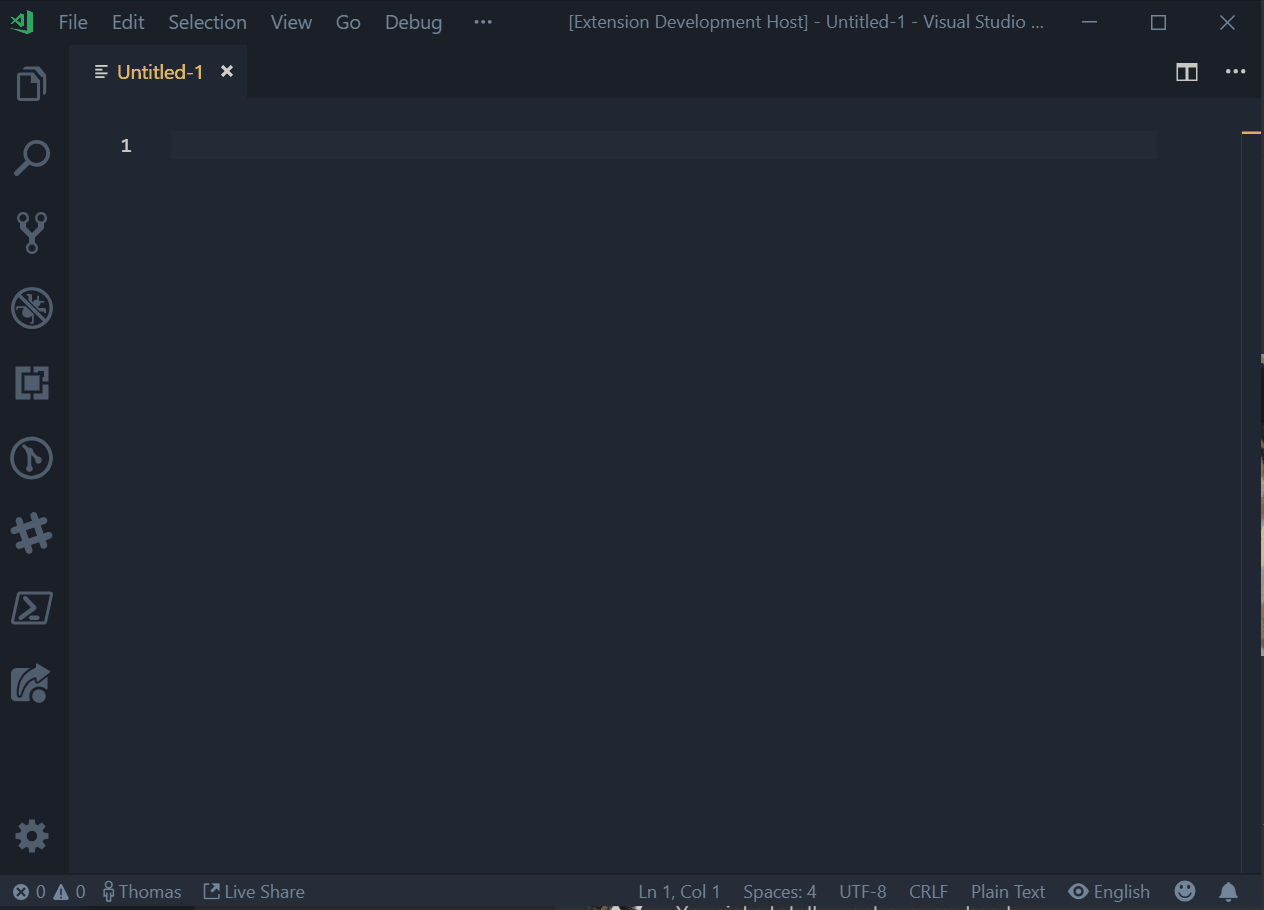 File Edit Selection View Go Debug ··· [Extension Development Host] - Untitled-1 - Visual Studio ...
Untitled-1
1
0 0 Thomas Live Share Ln 1, Col 1 Spaces: 4 UTF-8 CRLF Plain Text English